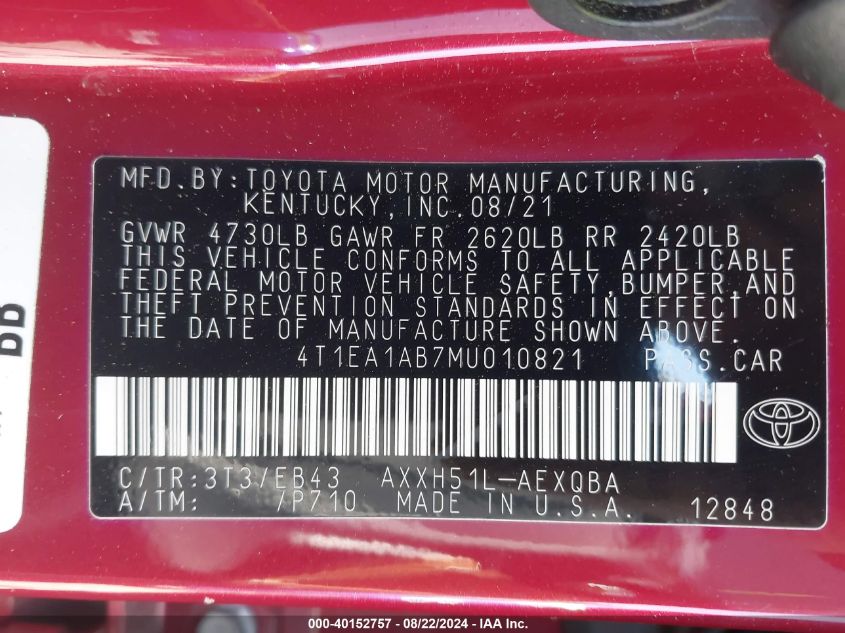 MFD.BY:TOYOTA MOTOR MANUFACTURING,
KENTUCKY,INC.08/21
GVWR 4730LB GAWR FR 2620LB RR 2420LB
THIS VEHICLE CONFORMS TO ALL APPLICABLE
FEDERAL MOTOR VEHICLE SAFETY,BUMPER,AND
THEFT PREVENTION STANDARDS IN EFFECT ON
THE DATE OF MANUFACTURE SHOWN ABOVE.
4T1EA1AB7MU010821 PASS.CAR
C/TR:3T3/EB43 AXXH51L-AEXQBA
A/TM: /P710 MADE IN U.S.A. 12848
000-40152757 - 08/22/2024 - IAAI.com